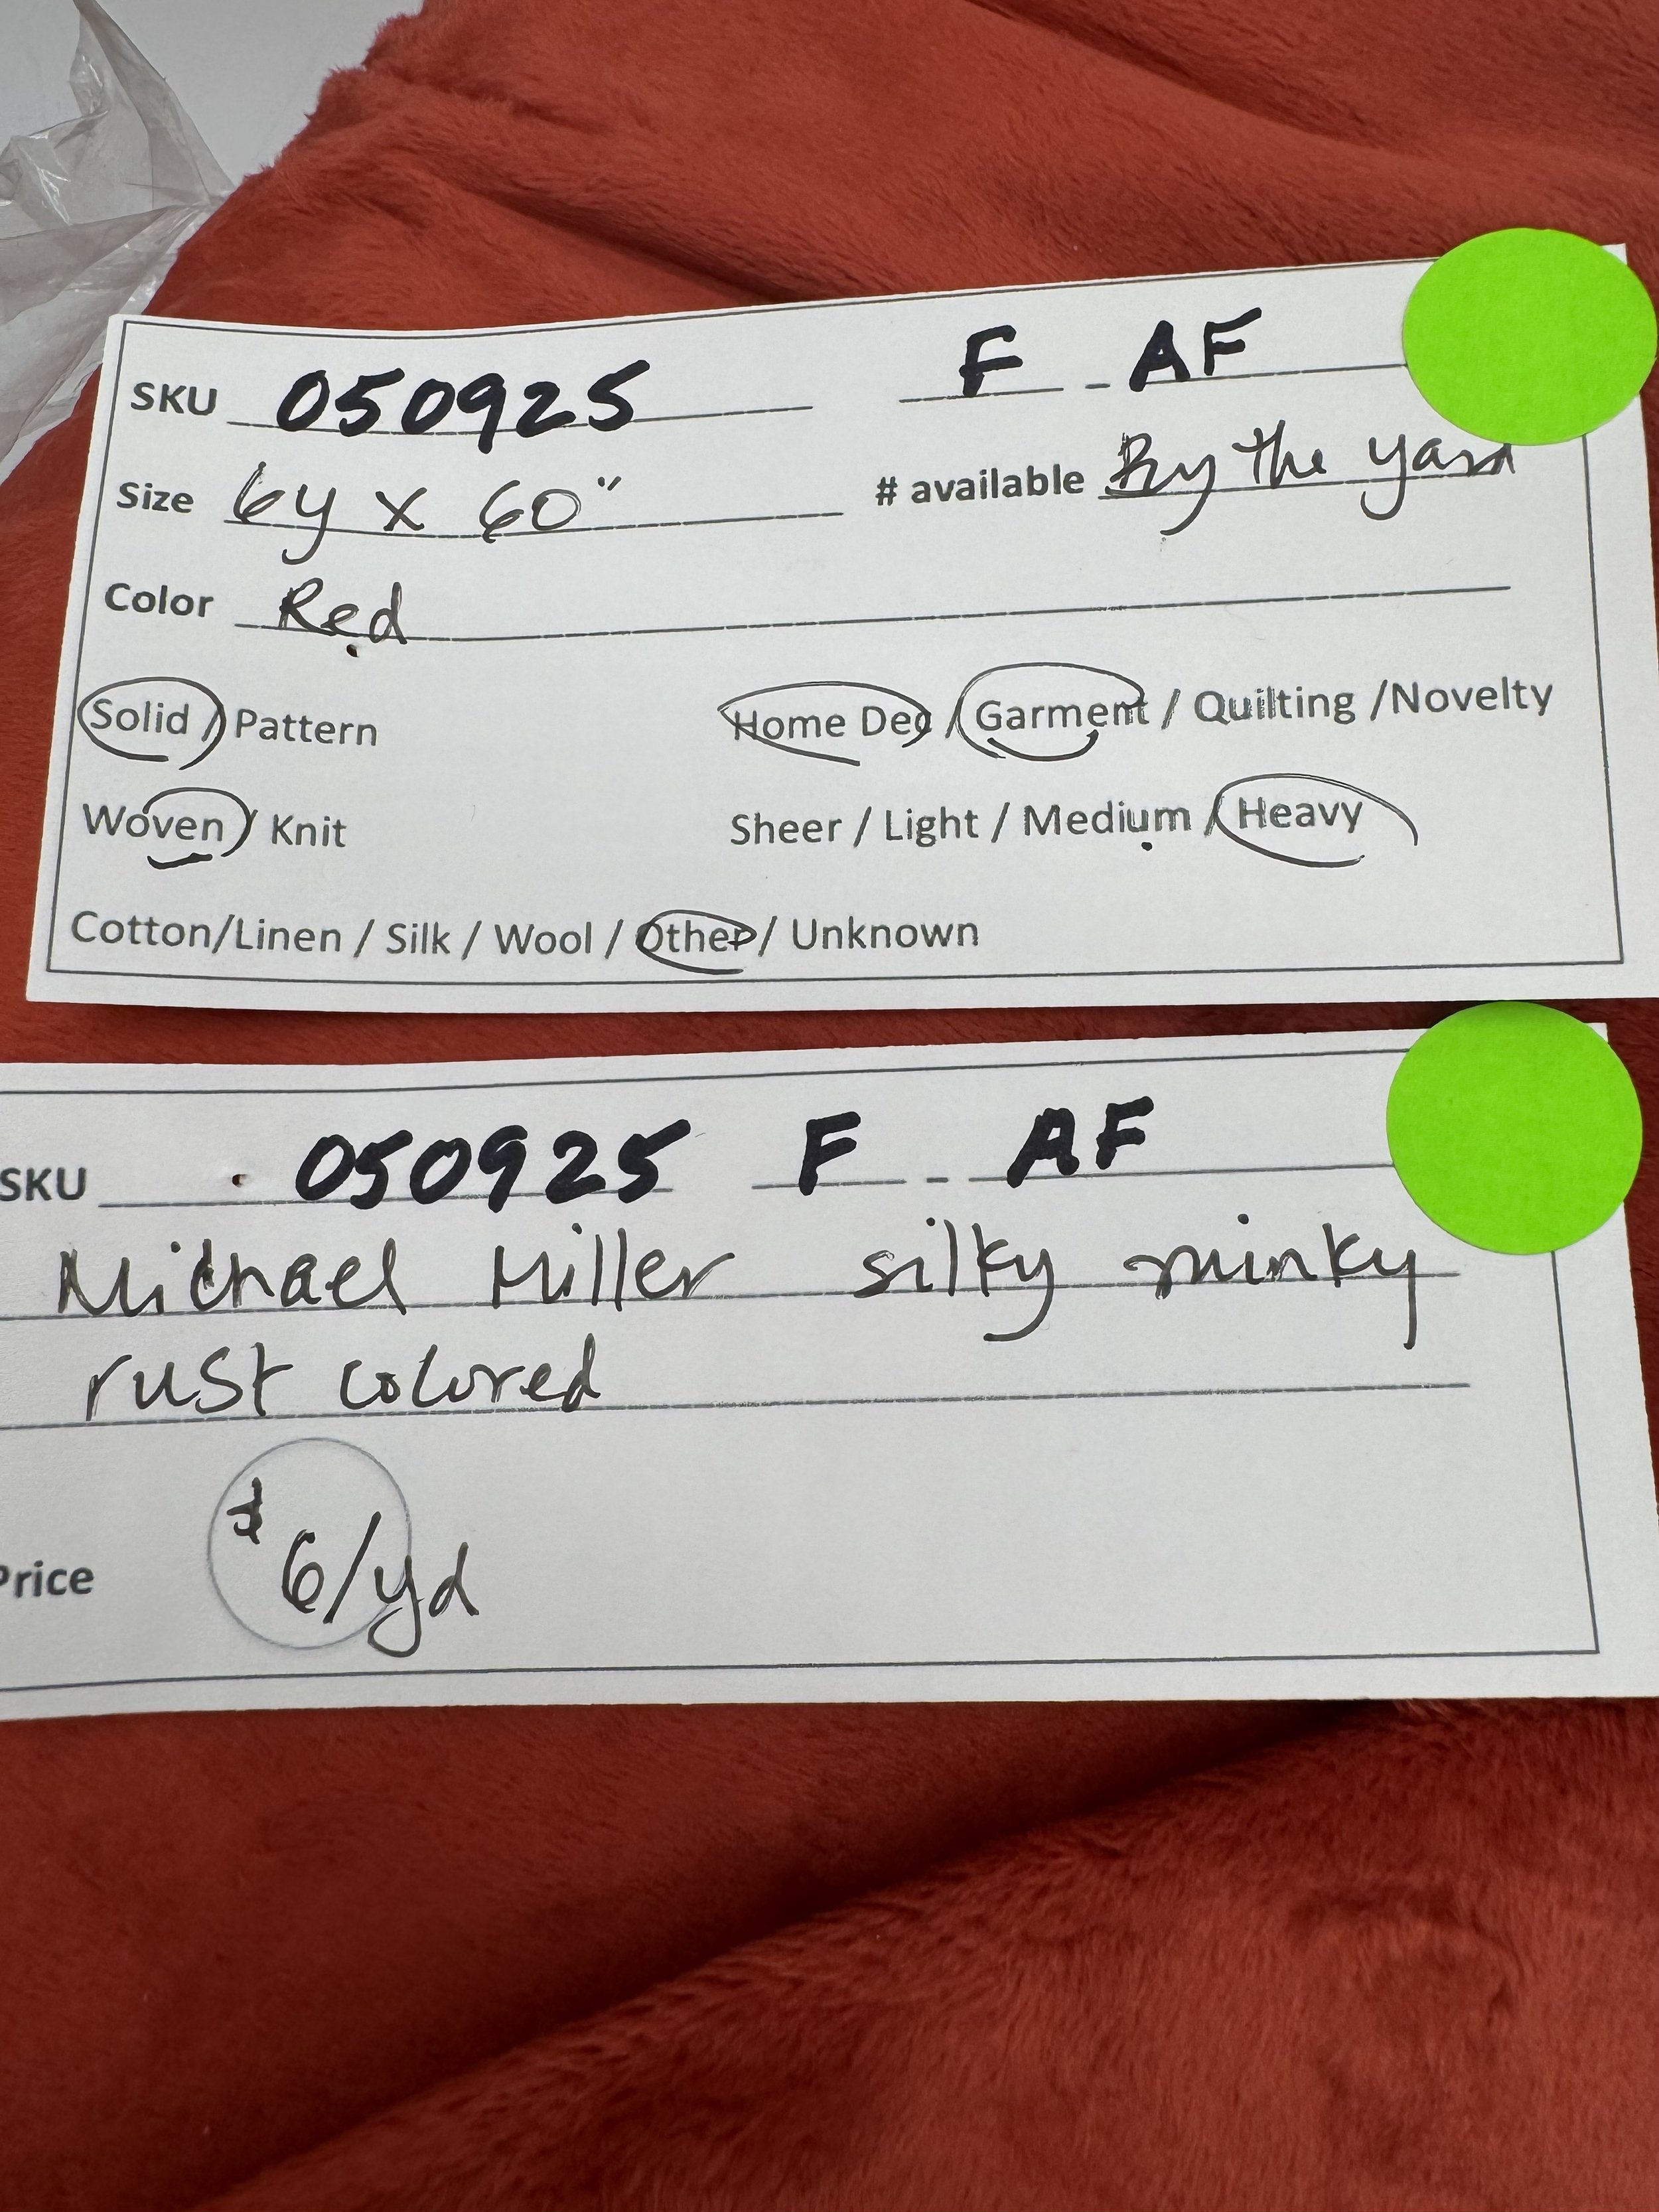 SKU 050925 F - AF
Size 6y x 60" # available By the yard
Color Red
Solid / Pattern Home Dec / Garment / Quilting /Novelty
Woven / Knit Sheer / Light / Medium / Heavy
Cotton/Linen / Silk / Wool / Other / Unknown
SKU 050925 F - AF
Michael Miller silky minky
rust colored
Price $6/yd